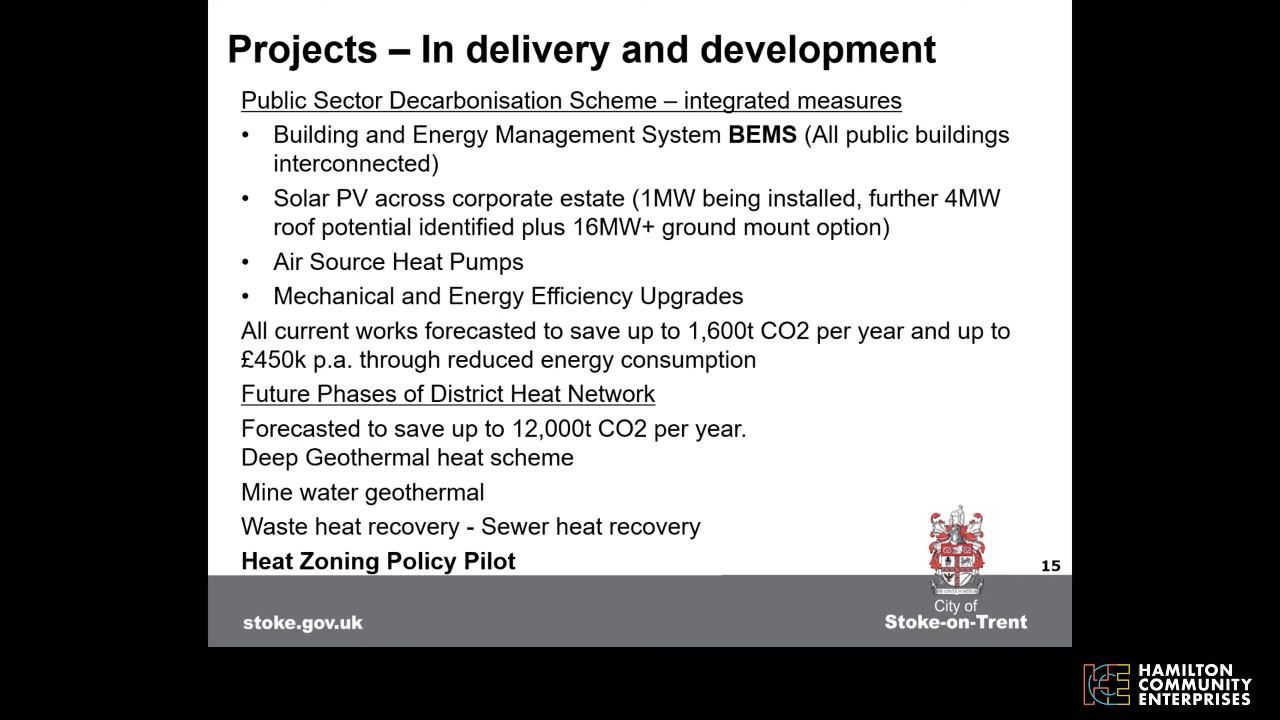 Projects – In delivery and development
Public Sector Decarbonisation Scheme – integrated measures
• Building and Energy Management System BEMS (All public buildings
interconnected)
• Solar PV across corporate estate (1MW being installed, further 4MW
roof potential identified plus 16MW+ ground mount option)
• Air Source Heat Pumps
• Mechanical and Energy Efficiency Upgrades
All current works forecasted to save up to 1,600t CO2 per year and up to
£450k p.a. through reduced energy consumption
Future Phases of District Heat Network
Forecasted to save up to 12,000t CO2 per year.
Deep Geothermal heat scheme
Mine water geothermal
Waste heat recovery - Sewer heat recovery
Heat Zoning Policy Pilot
15
stoke.gov.uk
City of
Stoke-on-Trent
HAMILTON
COMMUNITY
ENTERPRISES